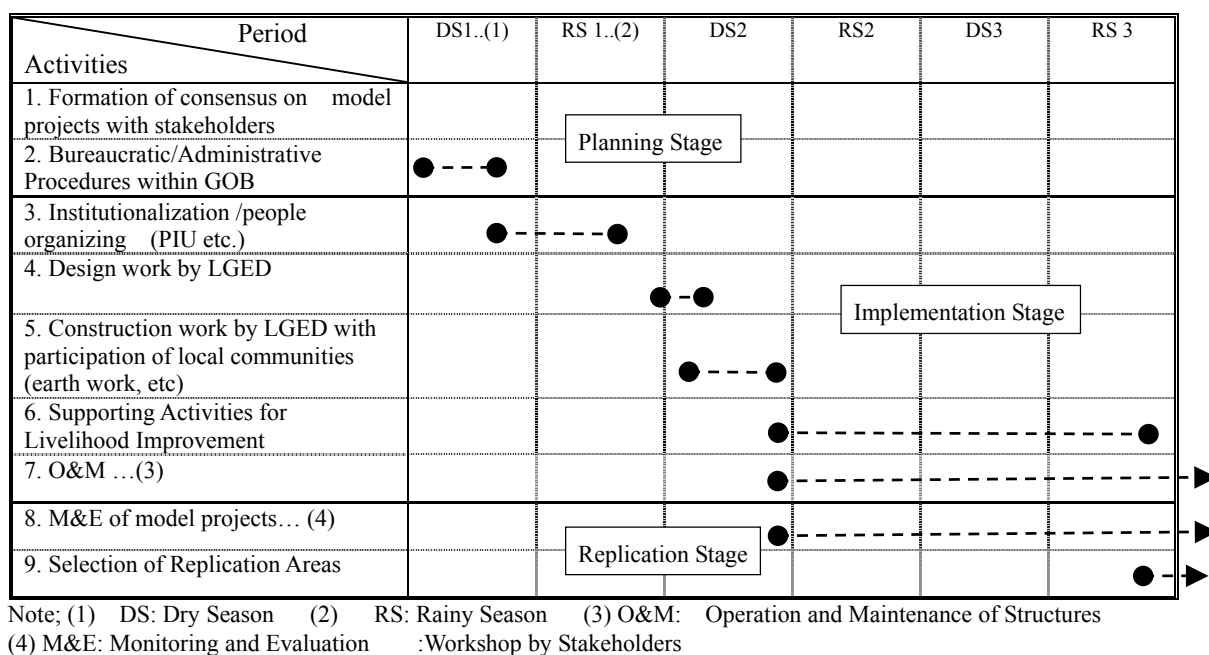 Period DS1..(1) RS 1..(2) DS2 RS2 DS3 RS 3
Activities
1. Formation of consensus on model
projects with stakeholders
Planning Stage
2. Bureaucratic/Administrative
Procedures within GOB
3. Institutionalization /people
organizing (PIU etc.)
4. Design work by LGED
Implementation Stage
5. Construction work by LGED with
participation of local communities
(earth work, etc)
6. Supporting Activities for
Livelihood Improvement
7. O&M …(3)
8. M&E of model projects… (4)
Replication Stage
9. Selection of Replication Areas
Note; (1) DS: Dry Season (2) RS: Rainy Season (3) O&M: Operation and Maintenance of Structures
(4) M&E: Monitoring and Evaluation :Workshop by Stakeholders